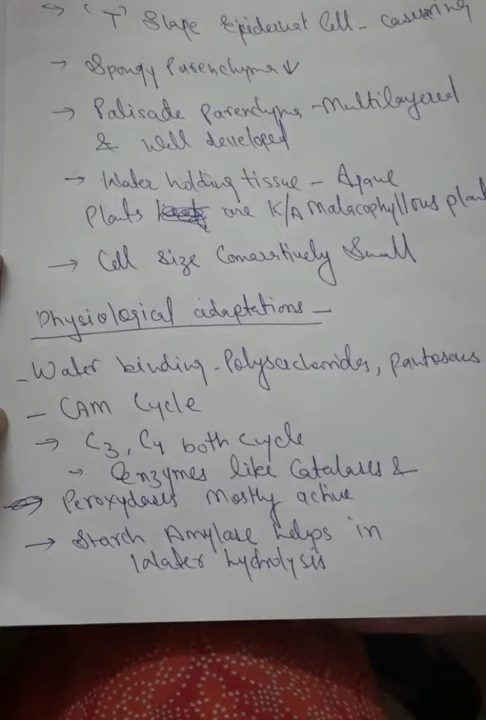 → 'T' Shape Epidermal Cell - Casuarina
→ Spongy Parenchyma ↓
→ Palisade parenchyma - Multilayered
& Well developed
→ Water holding tissue - Agave
Plants are K/A Malacophyllous plant
→ Cell Size Comaritively Small
Physiological adaptations -
- Water binding - Polysaccharides, pentosans
- CAM Cycle
→ C3, C4 both cycle
→ Enzymes like Catalases &
Peroxydases Mostly active
→ Starch Amylase helps in
Water hydrolysis